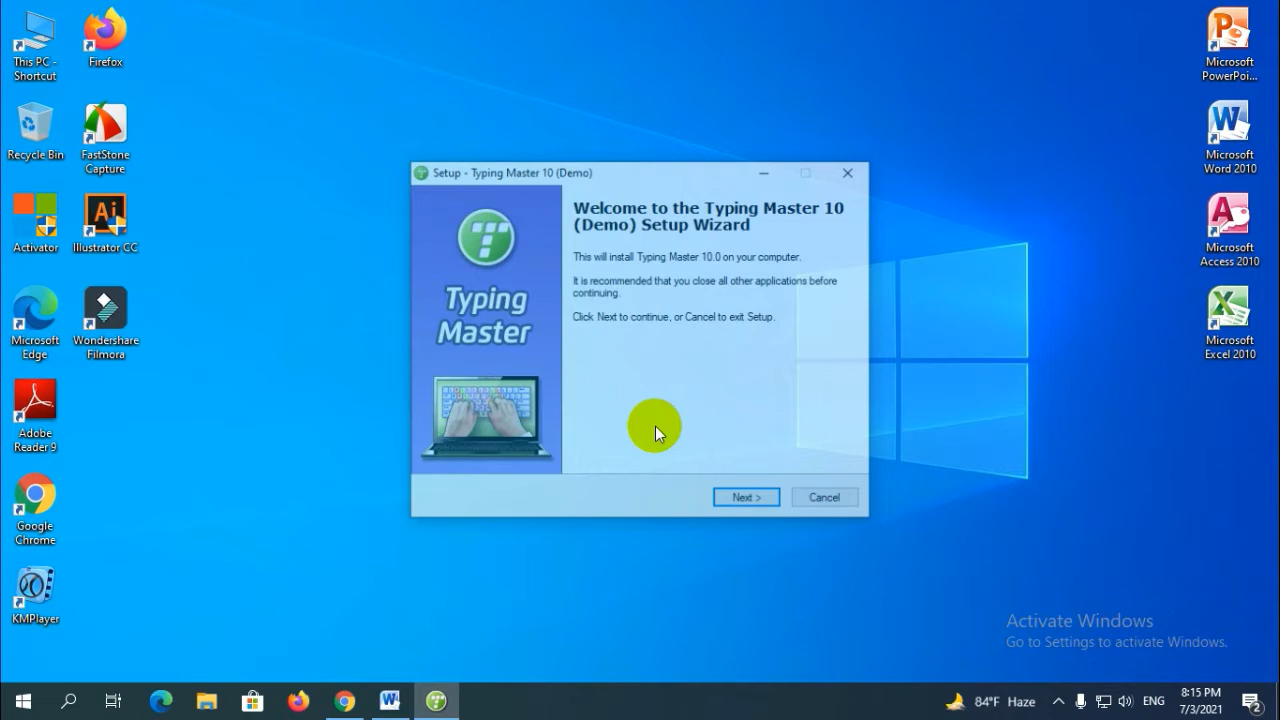 This PC -
Shortcut
Firefox
Recycle Bin
FastStone
Capture
Activator
Illustrator CC
Microsoft
Edge
Wondershare
Filmora
Adobe
Reader 9
Google
Chrome
KMPlayer
Setup - Typing Master 10 (Demo)
Typing
Master
Welcome to the Typing Master 10
(Demo) Setup Wizard
This will install Typing Master 10.0 on your computer.
It is recommended that you close all other applications before
continuing.
Click Next to continue, or Cancel to exit Setup.
Next >
Cancel
Microsoft
PowerPoi...
Microsoft
Word 2010
Microsoft
Access 2010
Microsoft
Excel 2010
Activate Windows
Go to Settings to activate Windows.
84°F Haze
ENG
8:15 PM
7/3/2021
2